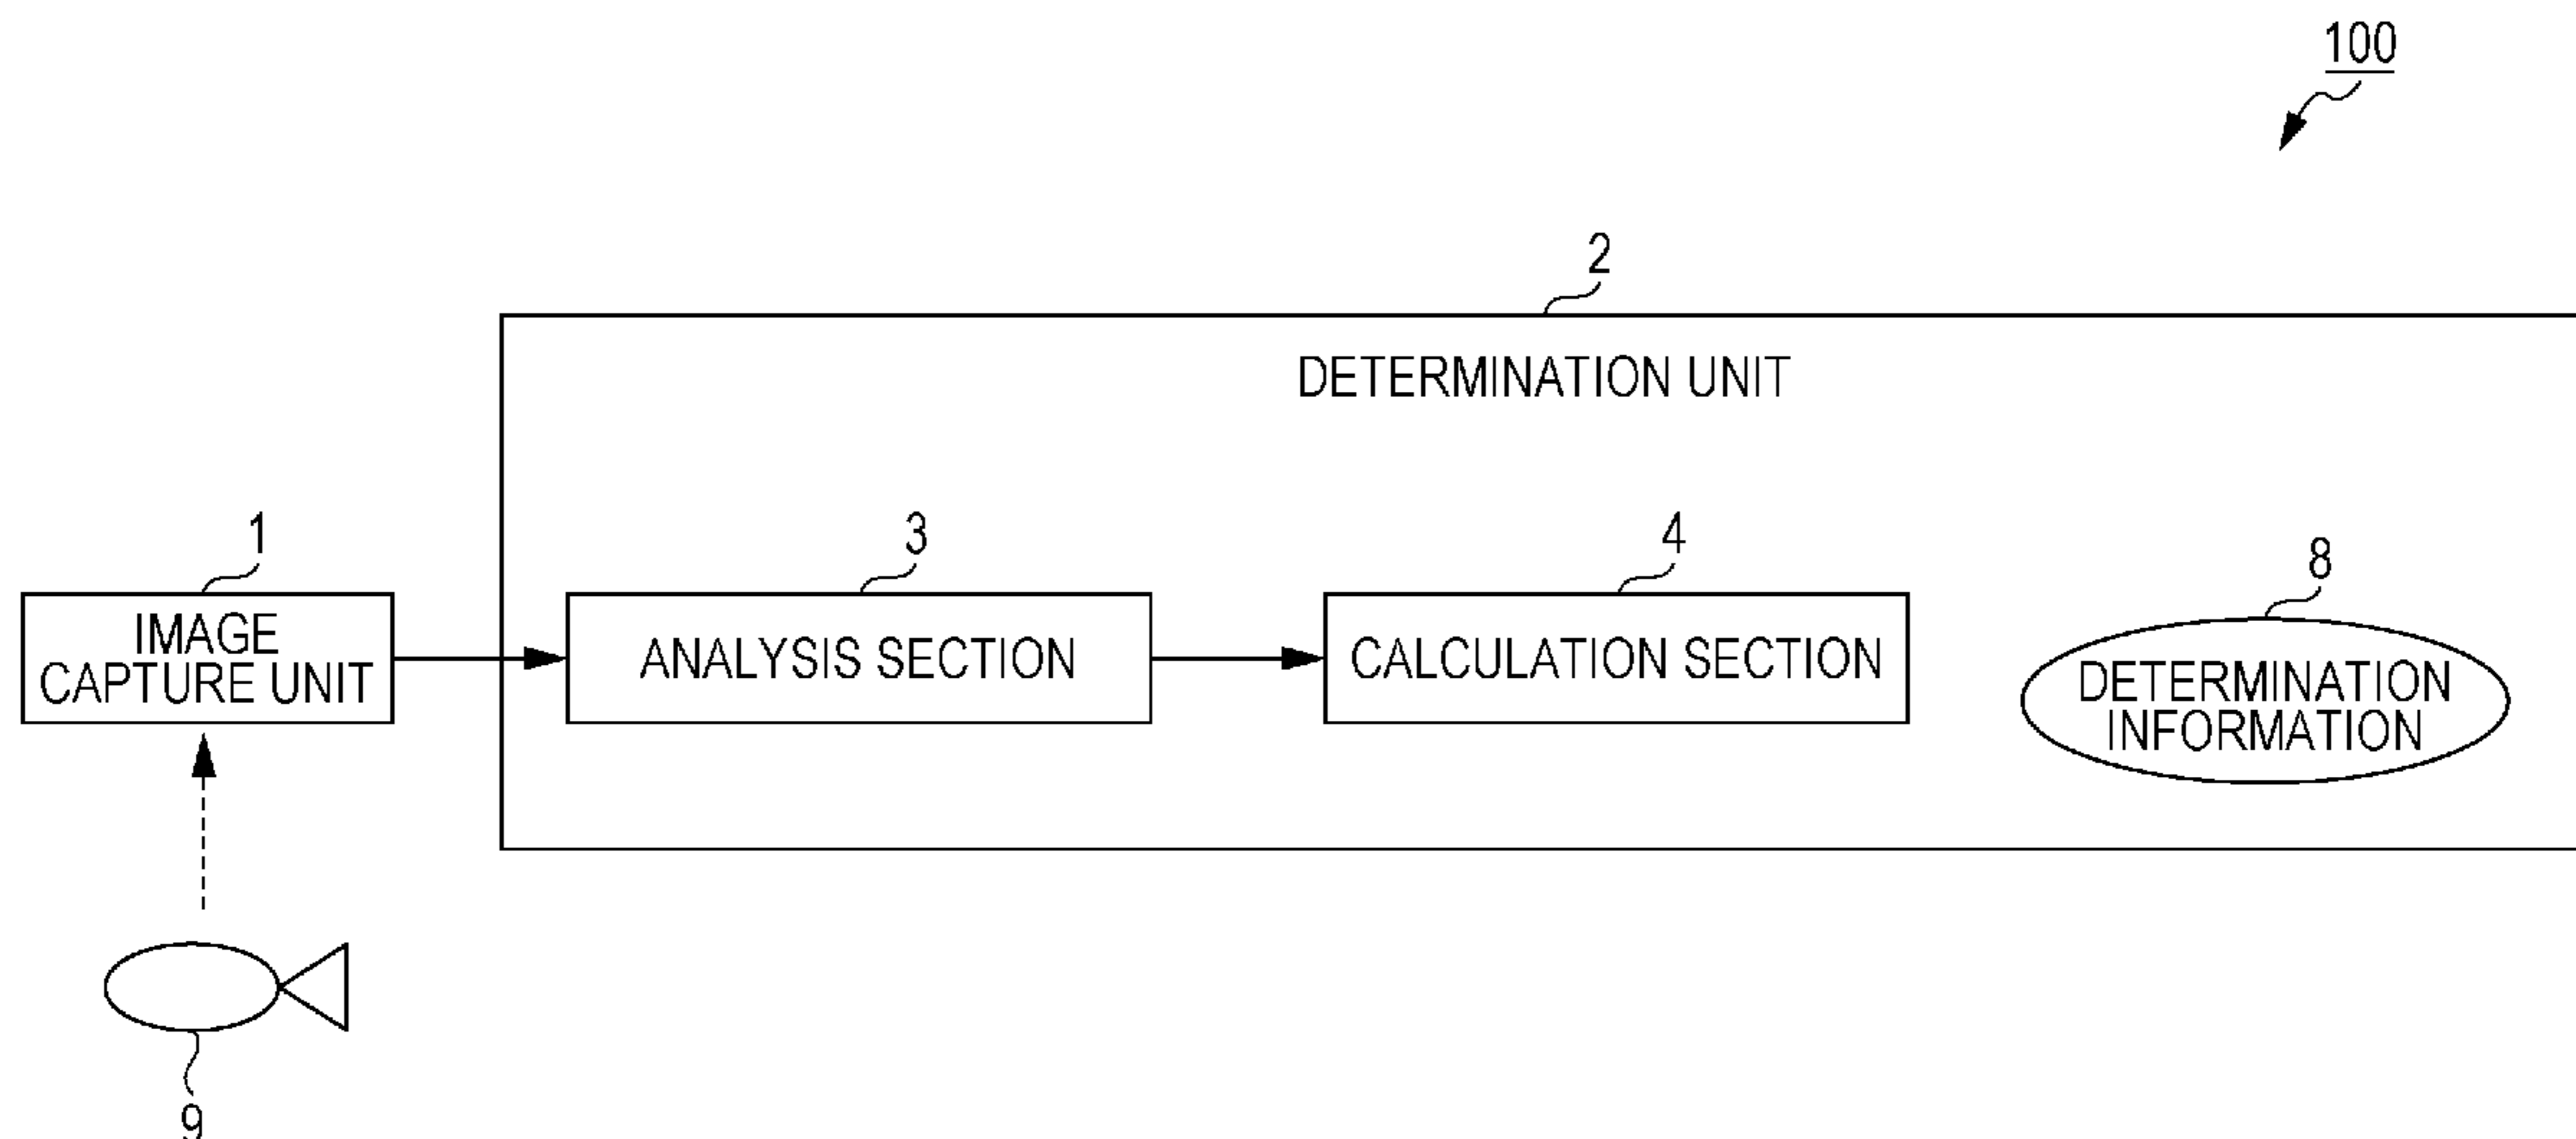 100
2
DETERMINATION UNIT
1
3
4
8
IMAGE
CAPTURE UNIT
ANALYSIS SECTION
CALCULATION SECTION
DETERMINATION
INFORMATION
9